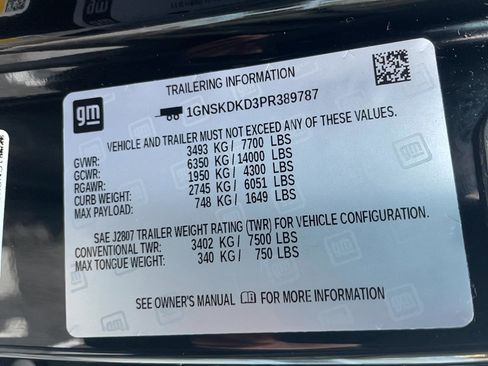 TRAILERING INFORMATION
gm
1GNSKDKD3PR389787
VEHICLE AND TRAILER MUST NOT EXCEED ANY OF THESE VALUES.
GVWR: 3493 KG / 7700 LBS
GCWR: 6350 KG / 14000 LBS
RGAWR: 1950 KG / 4300 LBS
CURB WEIGHT: 2745 KG / 6051 LBS
MAX PAYLOAD: 748 KG / 1649 LBS
SAE J2807 TRAILER WEIGHT RATING (TWR) FOR VEHICLE CONFIGURATION.
CONVENTIONAL TWR: 3402 KG / 7500 LBS
MAX TONGUE WEIGHT: 340 KG / 750 LBS
SEE OWNER'S MANUAL FOR MORE INFORMATION